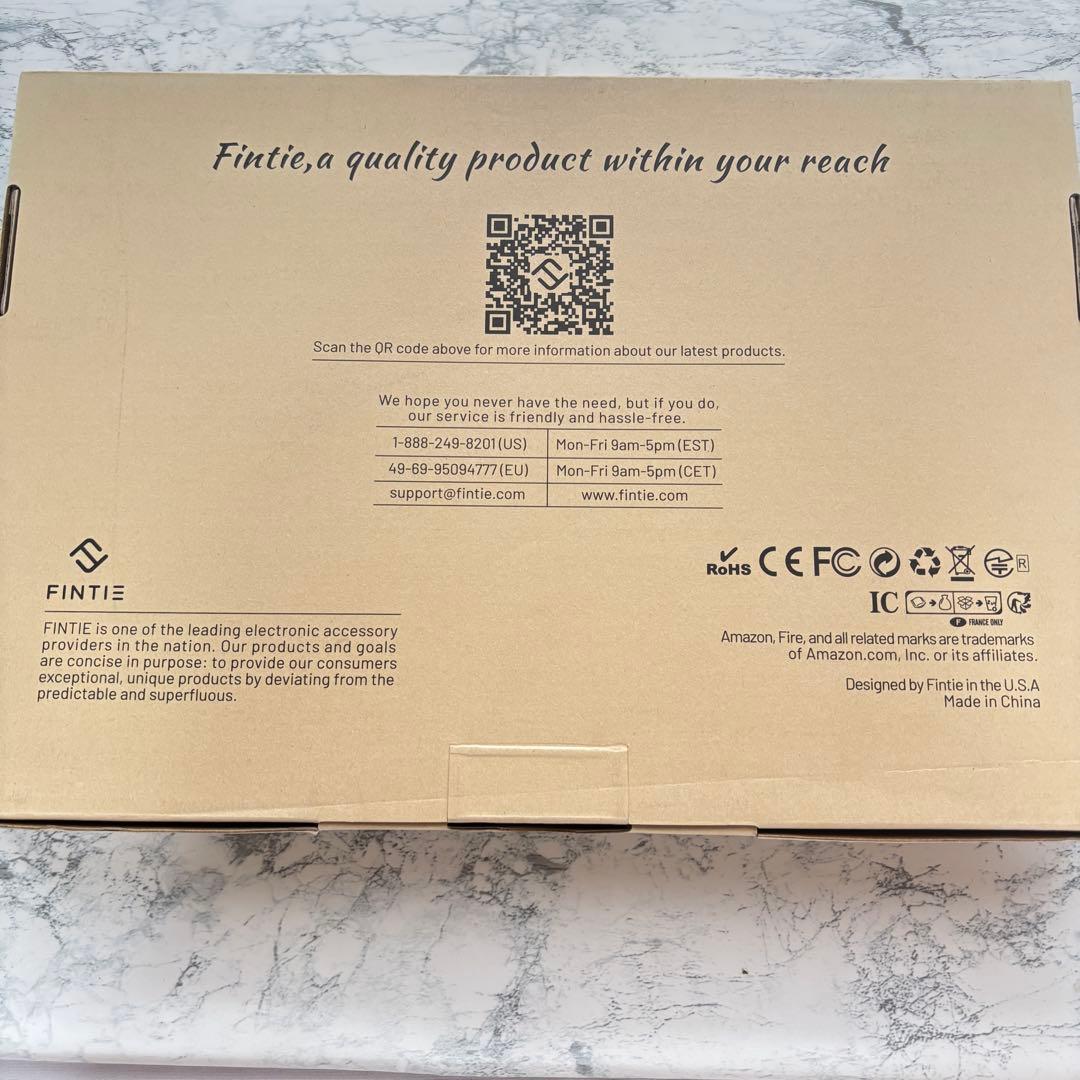 Fintie,a quality product within your reach
Scan the QR code above for more information about our latest products.
We hope you never have the need, but if you do,
our service is friendly and hassle-free.
1-888-249-8201(US) Mon-Fri 9am-5pm(EST)
49-69-95094777(EU) Mon-Fri 9am-5pm(CET)
support@fintie.com www.fintie.com
FINTIE
FINTIE is one of the leading electronic accessory
providers in the nation. Our products and goals
are concise in purpose: to provide our consumers
exceptional, unique products by deviating from the
predictable and superfluous.
RoHS CE FC R
IC
F FRANCE ONLY
Amazon, Fire, and all related marks are trademarks
of Amazon.com, Inc. or its affiliates.
Designed by Fintie in the U.S.A
Made in China